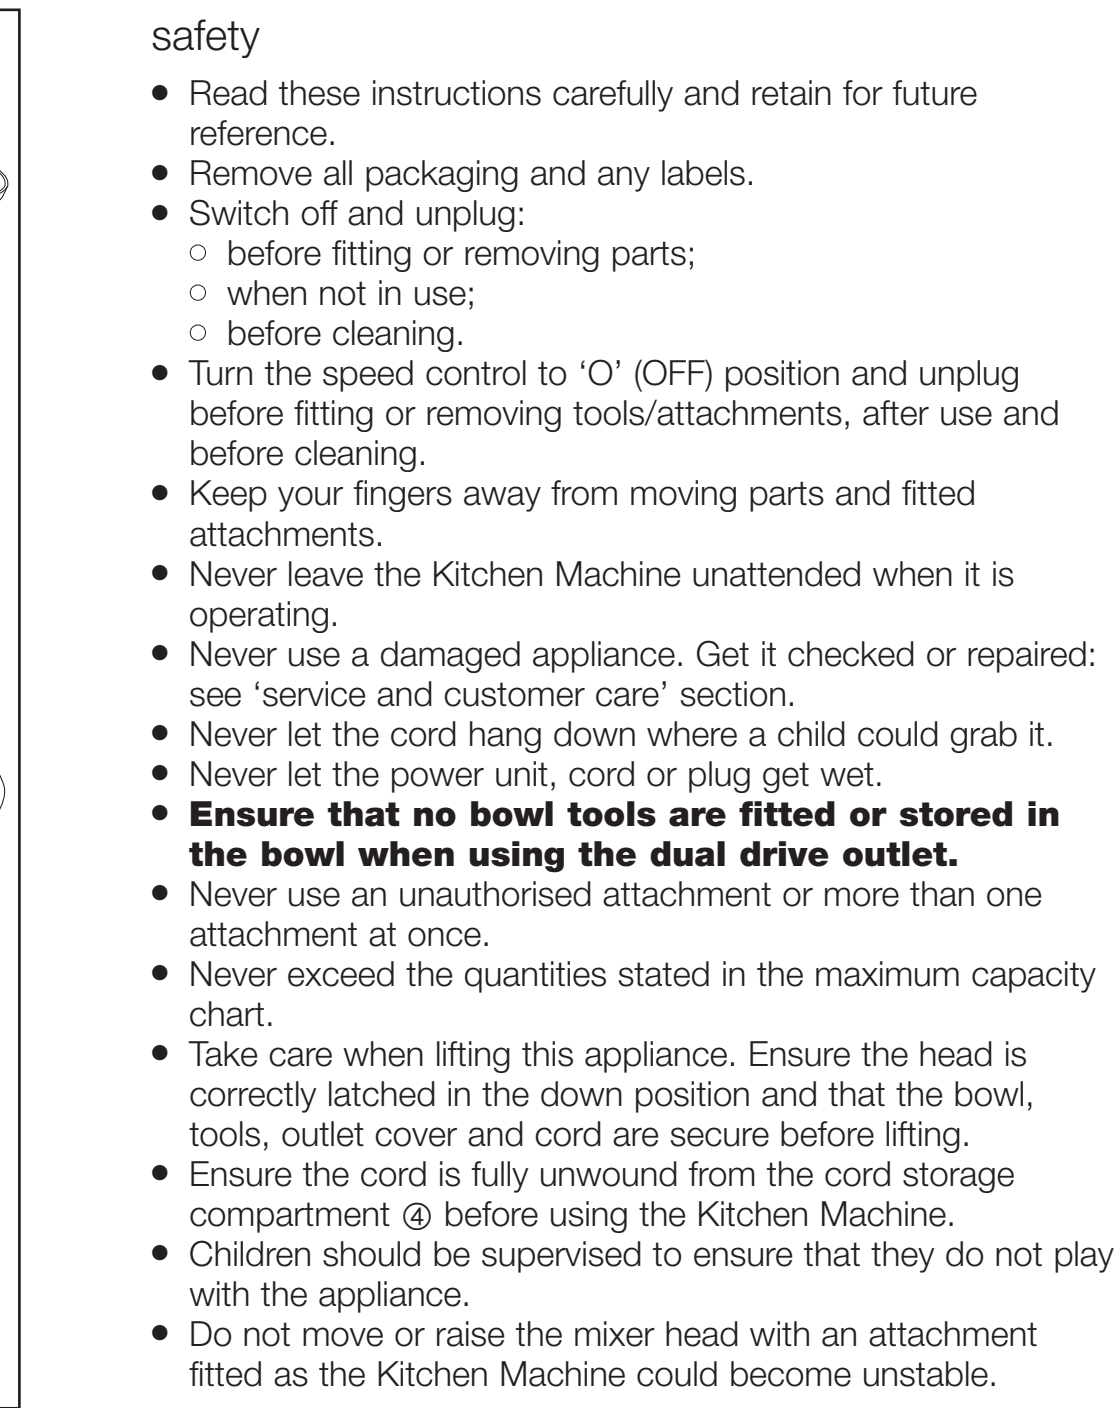 safety
● Read these instructions carefully and retain for future
reference.
● Remove all packaging and any labels.
● Switch off and unplug:
○ before fitting or removing parts;
○ when not in use;
○ before cleaning.
● Turn the speed control to ‘O’ (OFF) position and unplug
before fitting or removing tools/attachments, after use and
before cleaning.
● Keep your fingers away from moving parts and fitted
attachments.
● Never leave the Kitchen Machine unattended when it is
operating.
● Never use a damaged appliance. Get it checked or repaired:
see ‘service and customer care’ section.
● Never let the cord hang down where a child could grab it.
● Never let the power unit, cord or plug get wet.
● Ensure that no bowl tools are fitted or stored in
the bowl when using the dual drive outlet.
● Never use an unauthorised attachment or more than one
attachment at once.
● Never exceed the quantities stated in the maximum capacity
chart.
● Take care when lifting this appliance. Ensure the head is
correctly latched in the down position and that the bowl,
tools, outlet cover and cord are secure before lifting.
● Ensure the cord is fully unwound from the cord storage
compartment ④ before using the Kitchen Machine.
● Children should be supervised to ensure that they do not play
with the appliance.
● Do not move or raise the mixer head with an attachment
fitted as the Kitchen Machine could become unstable.